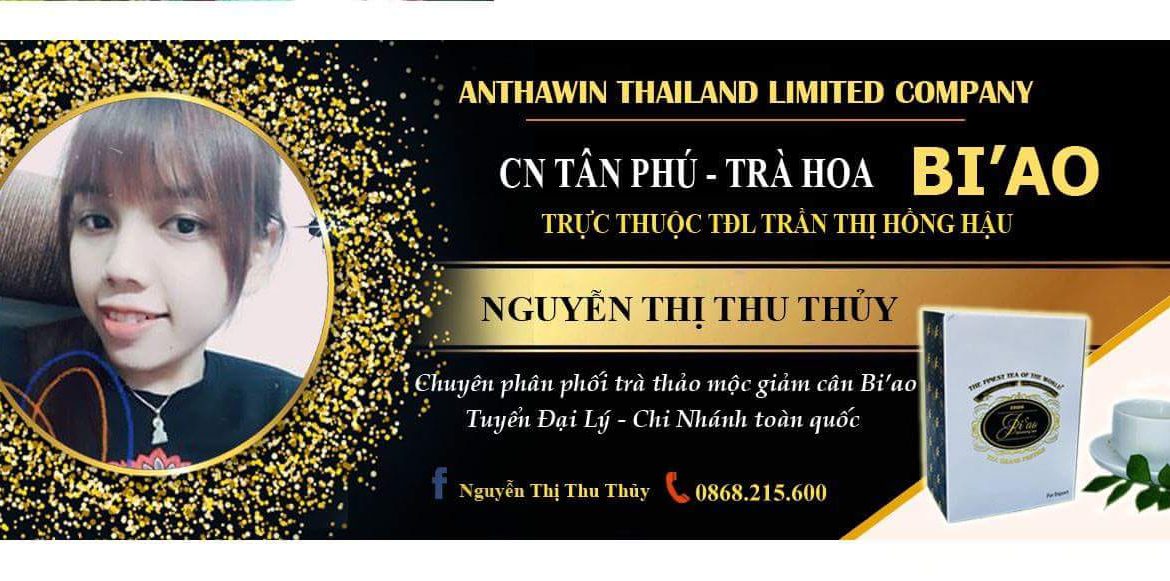 ANTHAWIN THAILAND LIMITED COMPANY
CN TÂN PHÚ - TRÀ HOA BI'AO
TRỰC THUỘC TĐL TRẦN THỊ HỒNG HẬU
NGUYỄN THỊ THU THỦY
Chuyên phân phối trà thảo mộc giảm cân Bi'ao
Tuyển Đại Lý - Chi Nhánh toàn quốc
f Nguyễn Thị Thu Thủy 0868.215.600
THE FINEST TEA OF THE WORLD
Bi'ao
For Export